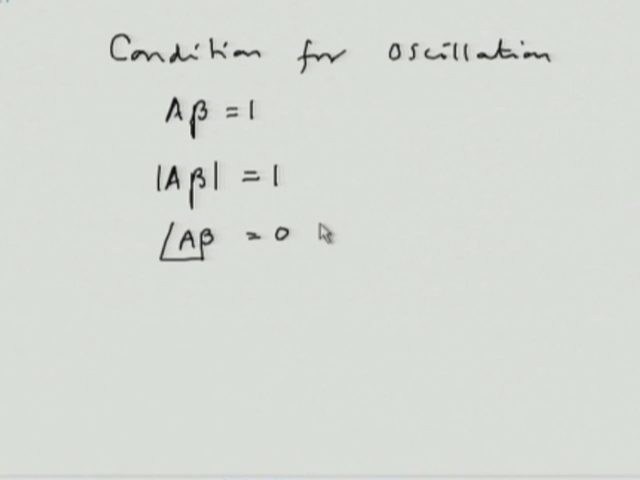 Condition for oscillation
Aβ = 1
|Aβ| = 1
∠Aβ = 0